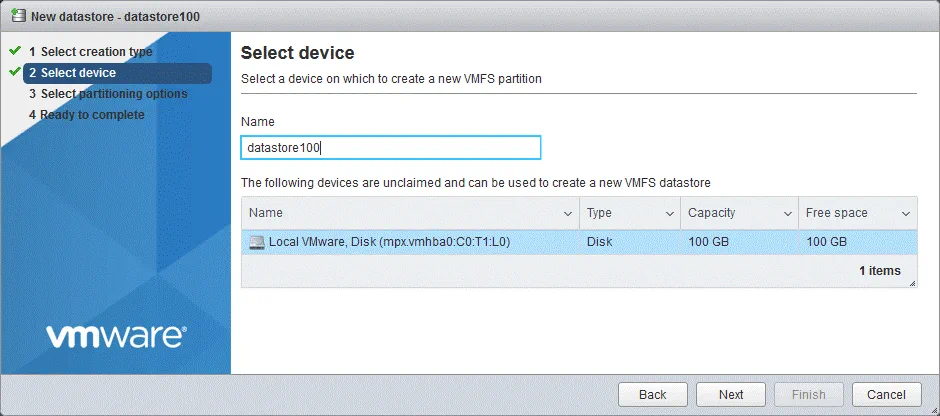 New datastore - datastore100
1 Select creation type
2 Select device
3 Select partitioning options
4 Ready to complete
vmware®
Select device
Select a device on which to create a new VMFS partition
Name
datastore100
The following devices are unclaimed and can be used to create a new VMFS datastore
Name Type Capacity Free space
Local VMware, Disk (mpx.vmhba0:C0:T1:L0) Disk 100 GB 100 GB
1 items
Back Next Finish Cancel